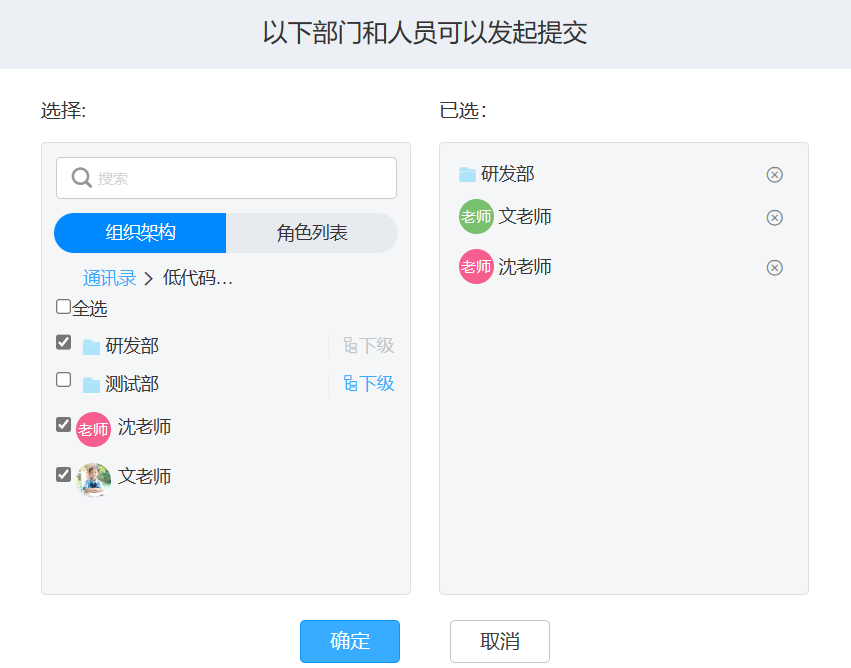 以下部门和人员可以发起提交
选择:
搜索
组织架构
角色列表
通讯录 > 低代码...
全选
研发部
下级
测试部
下级
老师 沈老师
文老师
已选:
研发部
老师 文老师
老师 沈老师
确定
取消